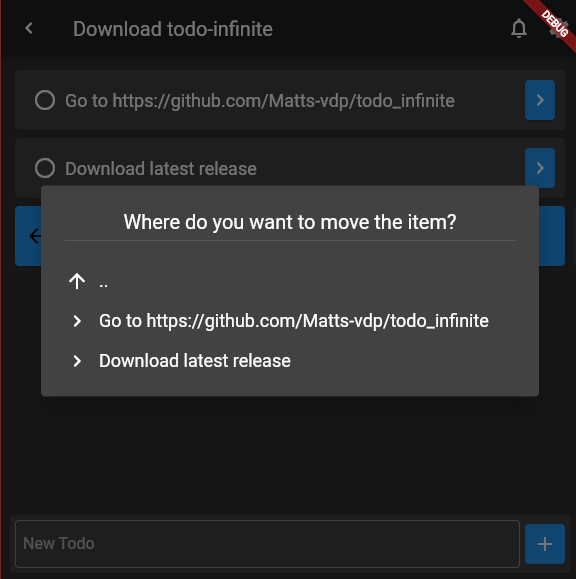 Download todo-infinite
DEBUG
Go to https://github.com/Matts-vdp/todo_infinite
Download latest release
Where do you want to move the item?
..
Go to https://github.com/Matts-vdp/todo_infinite
Download latest release
New Todo